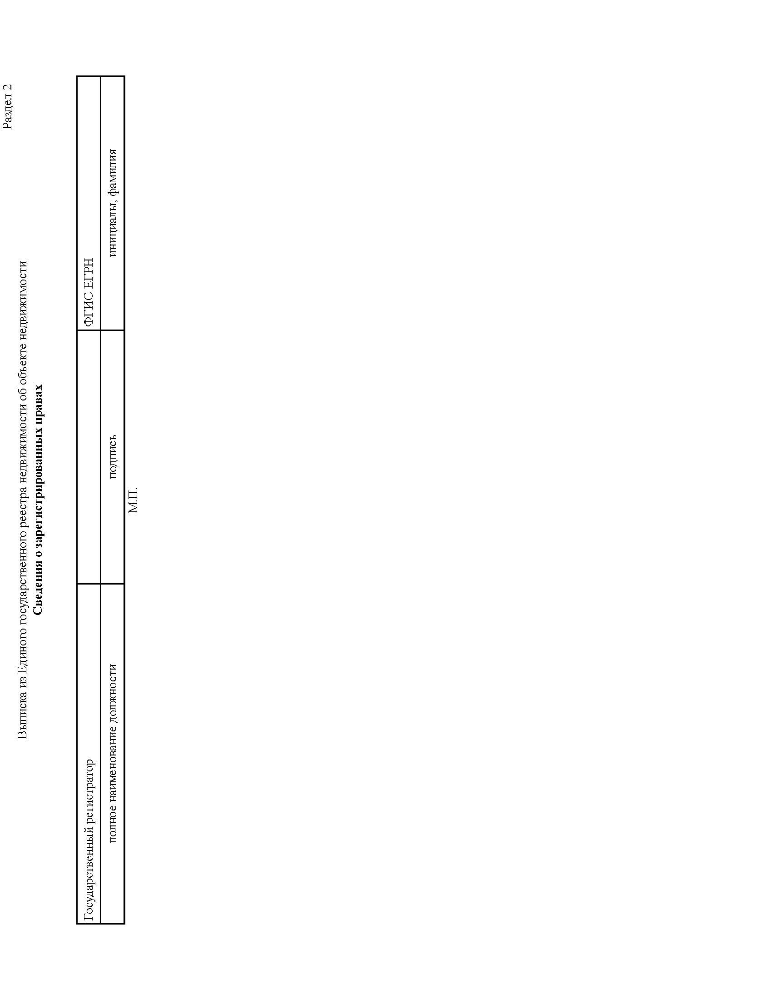 Раздел 2
Выписка из Единого государственного реестра недвижимости об объекте недвижимости
Сведения о зарегистрированных правах
Государственный регистратор ФГИС ЕГРН
полное наименование должности подпись инициалы, фамилия
М.П.